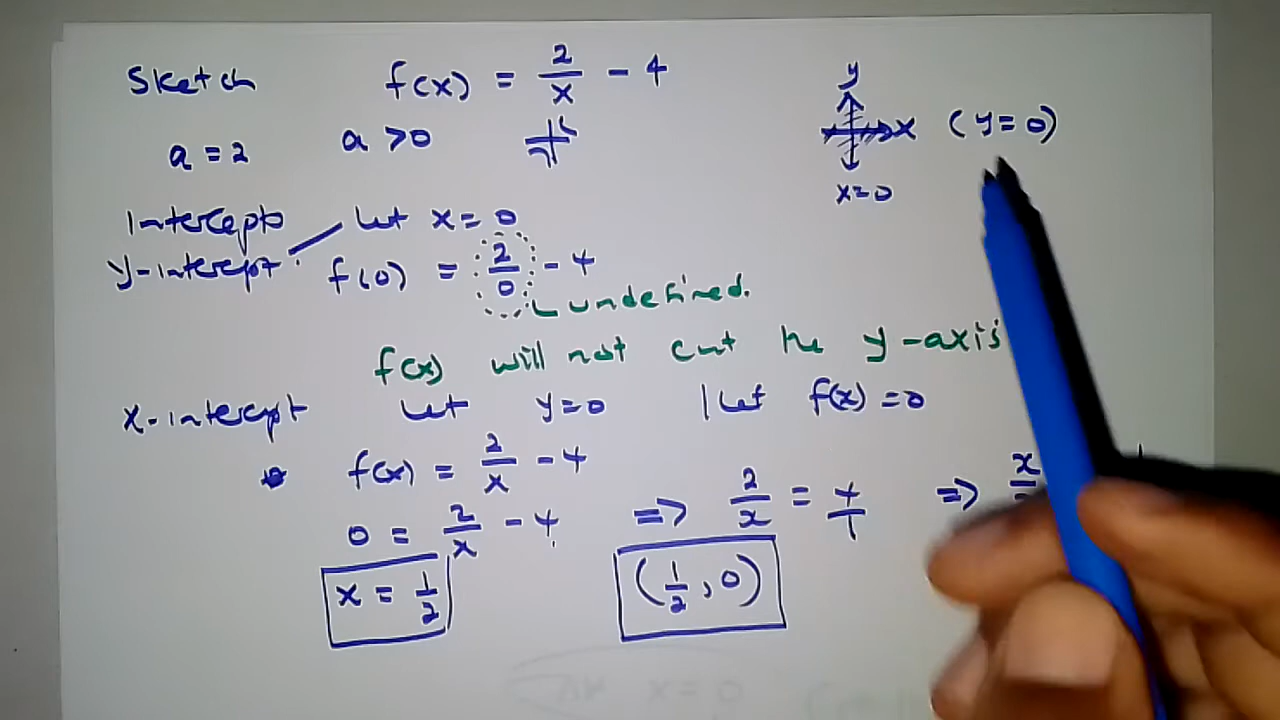 Sketch f(x) = 2/x - 4
y
x (y = 0)
x = 0
a = 2 a > 0
Intercepts let x = 0
y-intercept f(0) = 2/0 - 4
undefined.
f(x) will not cut the y-axis
x-intercept let y = 0 | let f(x) = 0
f(x) = 2/x - 4
0 = 2/x - 4 => 2/x = 4/1 => x
x = 1/2 (1/2, 0)